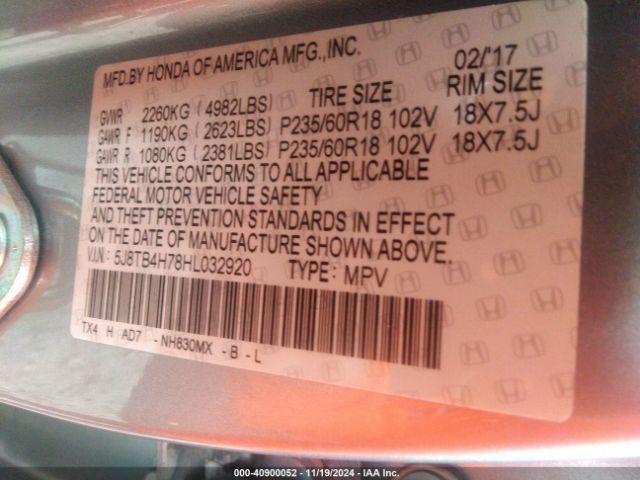 MFD.BY HONDA OF AMERICA MFG.,INC. 02/'17
TIRE SIZE RIM SIZE
GVWR 2260KG (4982LBS)
GAWR F 1190KG (2623LBS) P235/60R18 102V 18X7.5J
GAWR R 1080KG (2381LBS) P235/60R18 102V 18X7.5J
THIS VEHICLE CONFORMS TO ALL APPLICABLE
FEDERAL MOTOR VEHICLE SAFETY
AND THEFT PREVENTION STANDARDS IN EFFECT
ON THE DATE OF MANUFACTURE SHOWN ABOVE.
V.I.N.: 5J8TB4H78HL032920 TYPE: MPV
TX4 H AD7 - NH830MX - B - L
000-40900052 - 11/19/2024 - IAA Inc.